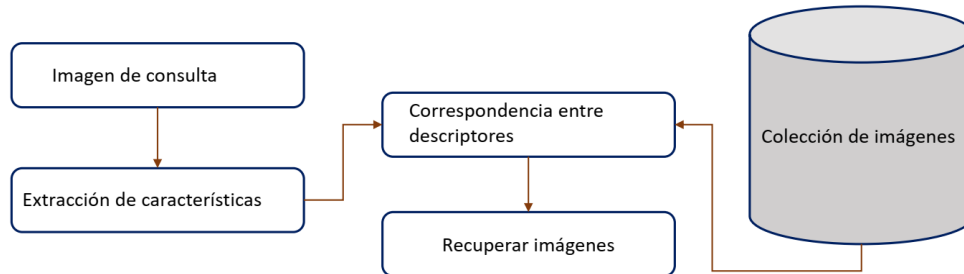 Imagen de consulta
Extracción de características
Correspondencia entre
descriptores
Recuperar imágenes
Colección de imágenes